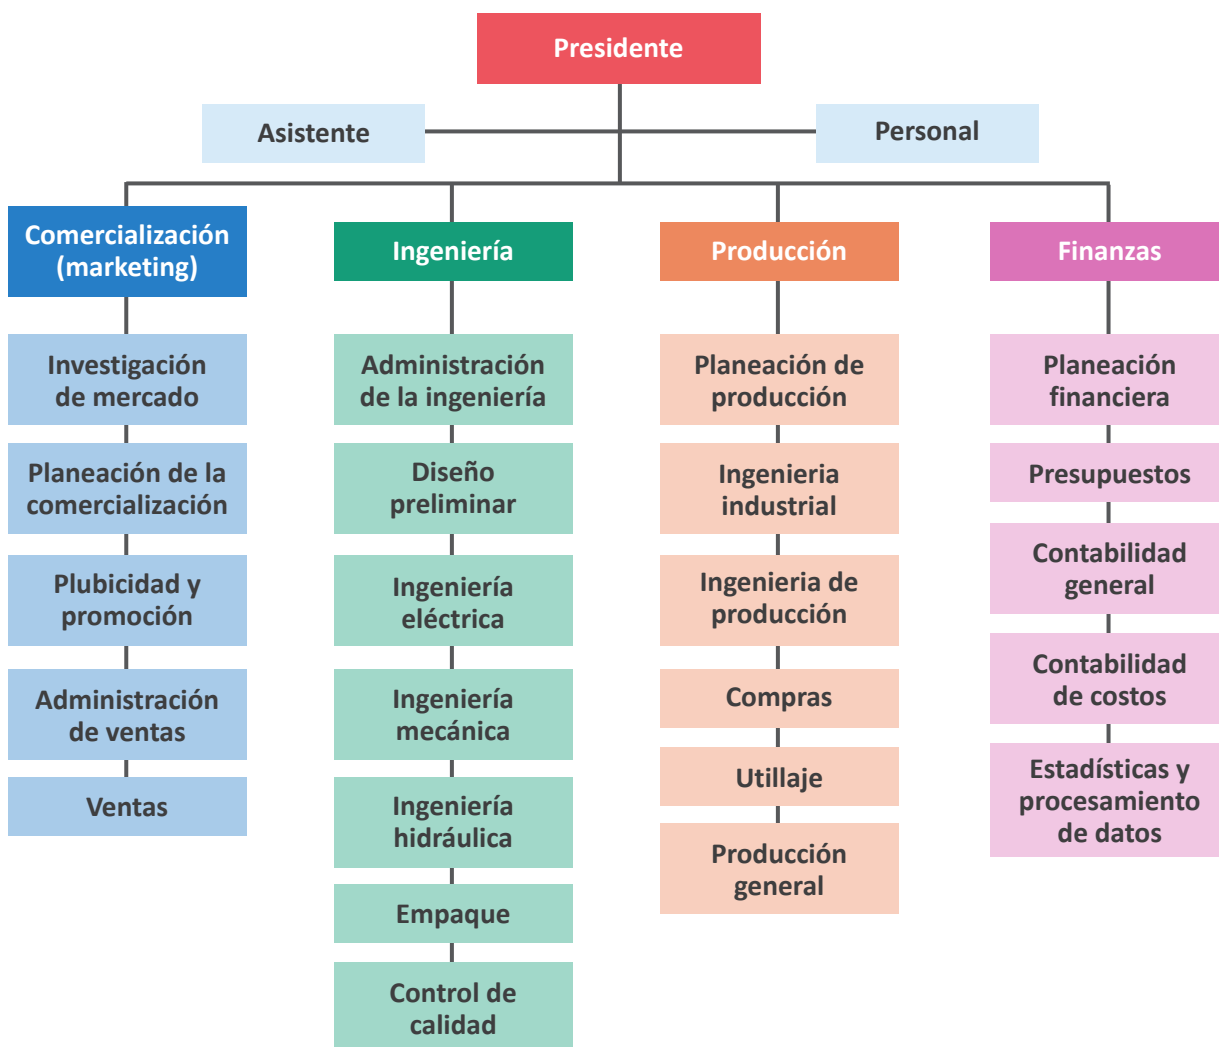 Presidente
Asistente
Personal
Comercialización
(marketing)
Ingeniería
Producción
Finanzas
Investigación
de mercado
Planeación de la
comercialización
Plubicidad y
promoción
Administración
de ventas
Ventas
Administración
de la ingeniería
Diseño
preliminar
Ingeniería
eléctrica
Ingeniería
mecánica
Ingeniería
hidráulica
Empaque
Control de
calidad
Planeación de
producción
Ingenieria
industrial
Ingenieria de
producción
Compras
Utillaje
Producción
general
Planeación
financiera
Presupuestos
Contabilidad
general
Contabilidad
de costos
Estadísticas y
procesamiento
de datos